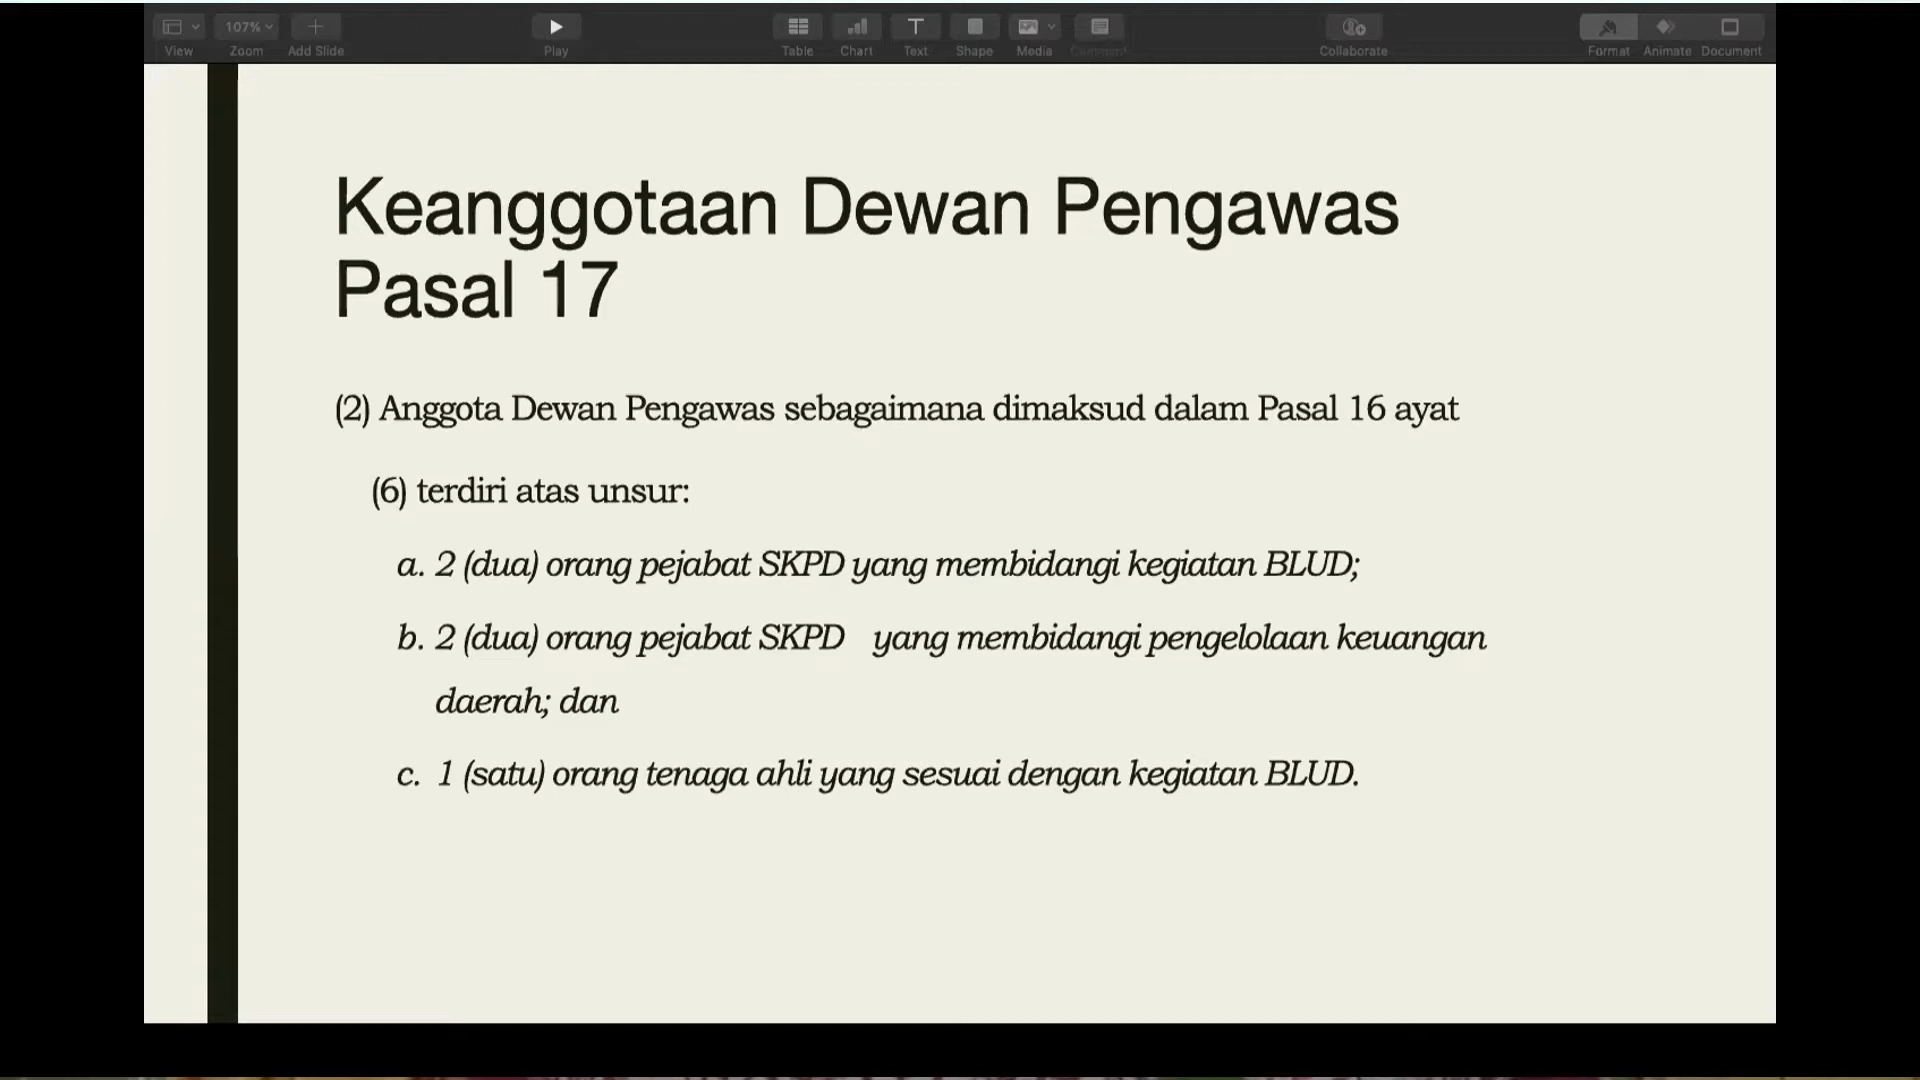 107%
View Zoom Add Slide Play Table Chart Text Shape Media Comment Collaborate Format Animate Document
Keanggotaan Dewan Pengawas
Pasal 17
(2) Anggota Dewan Pengawas sebagaimana dimaksud dalam Pasal 16 ayat
(6) terdiri atas unsur:
a. 2 (dua) orang pejabat SKPD yang membidangi kegiatan BLUD;
b. 2 (dua) orang pejabat SKPD yang membidangi pengelolaan keuangan
daerah; dan
c. 1 (satu) orang tenaga ahli yang sesuai dengan kegiatan BLUD.